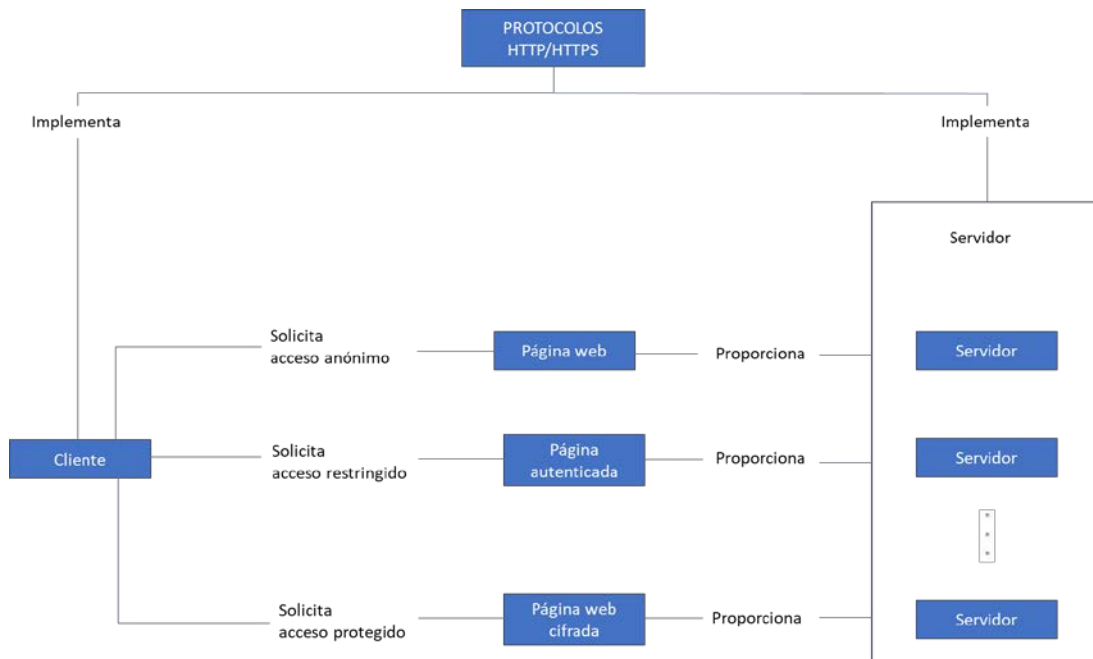 PROTOCOLOS
HTTP/HTTPS
Implementa
Implementa
Servidor
Solicita
acceso anónimo
Página web
Proporciona
Servidor
Cliente
Solicita
acceso restringido
Página
autenticada
Proporciona
Servidor
Solicita
acceso protegido
Página web
cifrada
Proporciona
Servidor